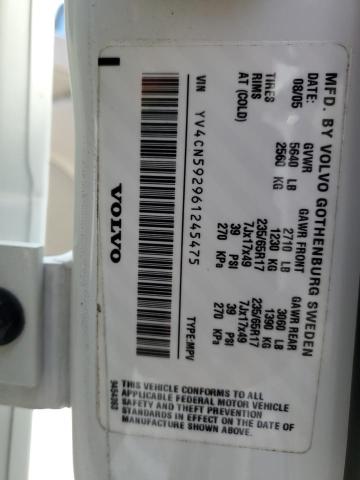 MFD. BY VOLVO GOTHENBURG SWEDEN
DATE: GVWR GAWR FRONT GAWR REAR
08/05 5640 LB 2710 LB 3060 LB
2560 KG 1230 KG 1390 KG
TIRES 235/65R17 235/65R17
RIMS 7Jx17x49 7Jx17x49
AT (COLD) 39 PSI 39 PSI
270 KPa 270 KPa
VIN YV4CN592961245475 TYPE:MPV
VOLVO
THIS VEHICLE CONFORMS TO ALL
APPLICABLE FEDERAL MOTOR VEHICLE
SAFETY AND THEFT PREVENTION
STANDARDS IN EFFECT ON THE DATE OF
MANUFACTURE SHOWN ABOVE.